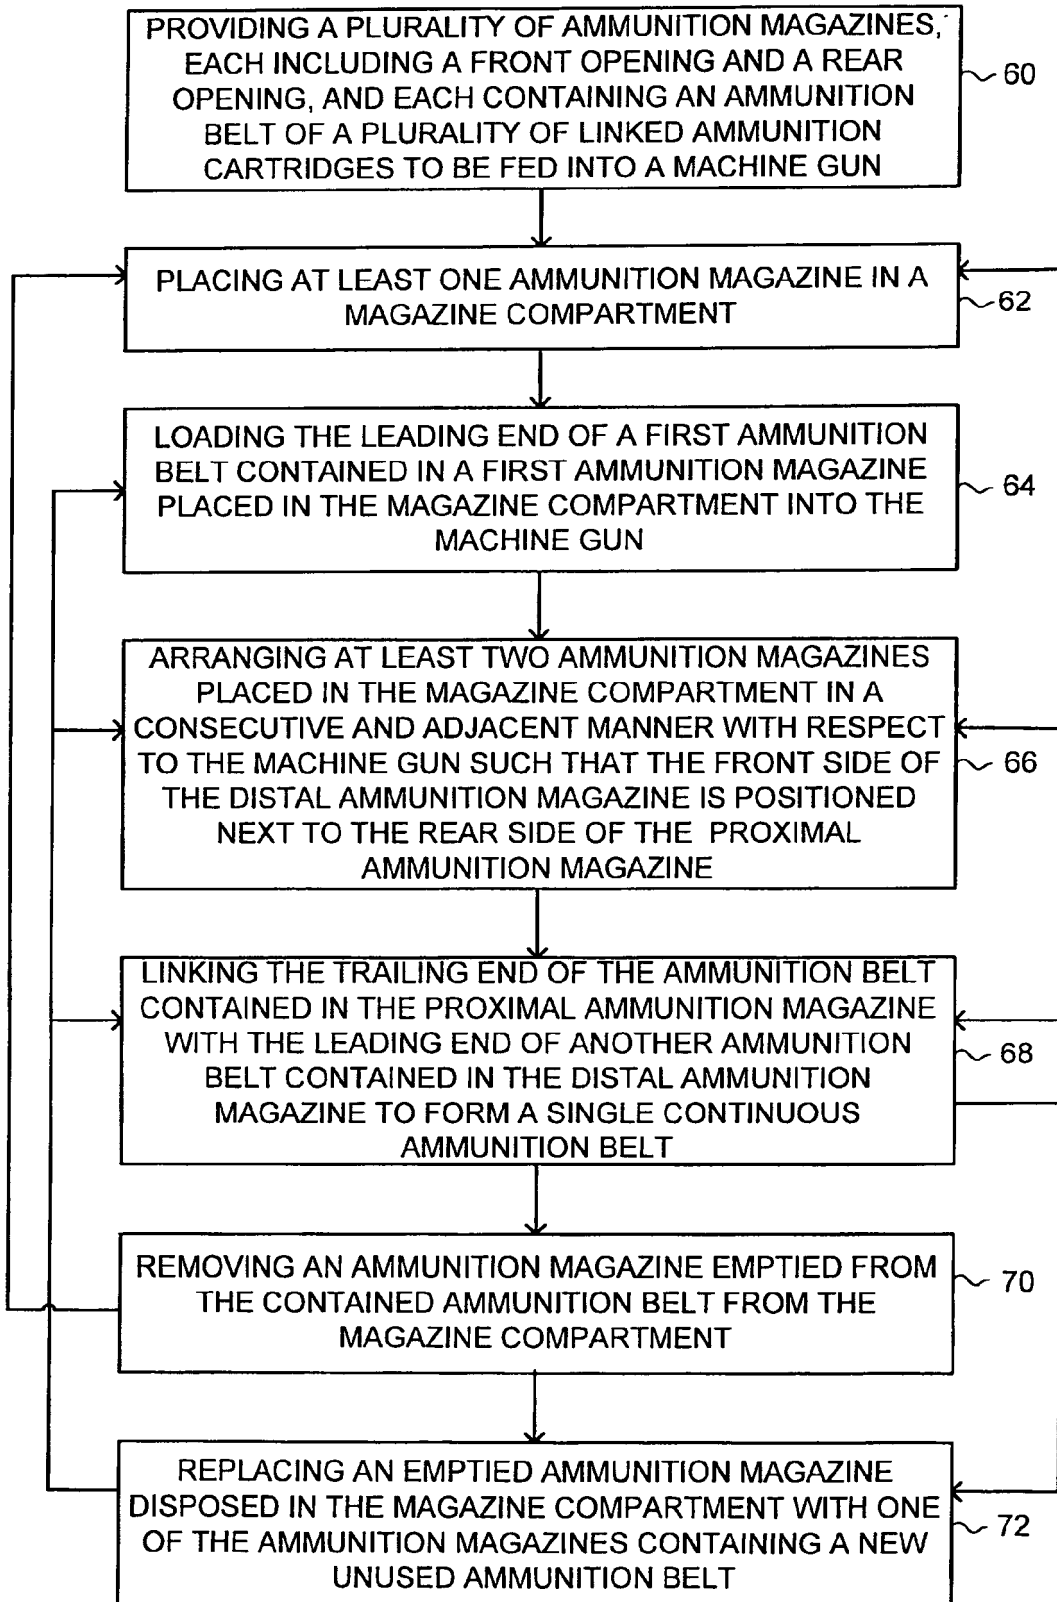 PROVIDING A PLURALITY OF AMMUNITION MAGAZINES,
EACH INCLUDING A FRONT OPENING AND A REAR
OPENING, AND EACH CONTAINING AN AMMUNITION
BELT OF A PLURALITY OF LINKED AMMUNITION
CARTRIDGES TO BE FED INTO A MACHINE GUN
60
PLACING AT LEAST ONE AMMUNITION MAGAZINE IN A
MAGAZINE COMPARTMENT
62
LOADING THE LEADING END OF A FIRST AMMUNITION
BELT CONTAINED IN A FIRST AMMUNITION MAGAZINE
PLACED IN THE MAGAZINE COMPARTMENT INTO THE
MACHINE GUN
64
ARRANGING AT LEAST TWO AMMUNITION MAGAZINES
PLACED IN THE MAGAZINE COMPARTMENT IN A
CONSECUTIVE AND ADJACENT MANNER WITH RESPECT
TO THE MACHINE GUN SUCH THAT THE FRONT SIDE OF
THE DISTAL AMMUNITION MAGAZINE IS POSITIONED
NEXT TO THE REAR SIDE OF THE PROXIMAL
AMMUNITION MAGAZINE
66
LINKING THE TRAILING END OF THE AMMUNITION BELT
CONTAINED IN THE PROXIMAL AMMUNITION MAGAZINE
WITH THE LEADING END OF ANOTHER AMMUNITION
BELT CONTAINED IN THE DISTAL AMMUNITION
MAGAZINE TO FORM A SINGLE CONTINUOUS
AMMUNITION BELT
68
REMOVING AN AMMUNITION MAGAZINE EMPTIED FROM
THE CONTAINED AMMUNITION BELT FROM THE
MAGAZINE COMPARTMENT
70
REPLACING AN EMPTIED AMMUNITION MAGAZINE
DISPOSED IN THE MAGAZINE COMPARTMENT WITH ONE
OF THE AMMUNITION MAGAZINES CONTAINING A NEW
UNUSED AMMUNITION BELT
72